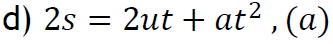 d) 2s = 2ut + at² , (a)